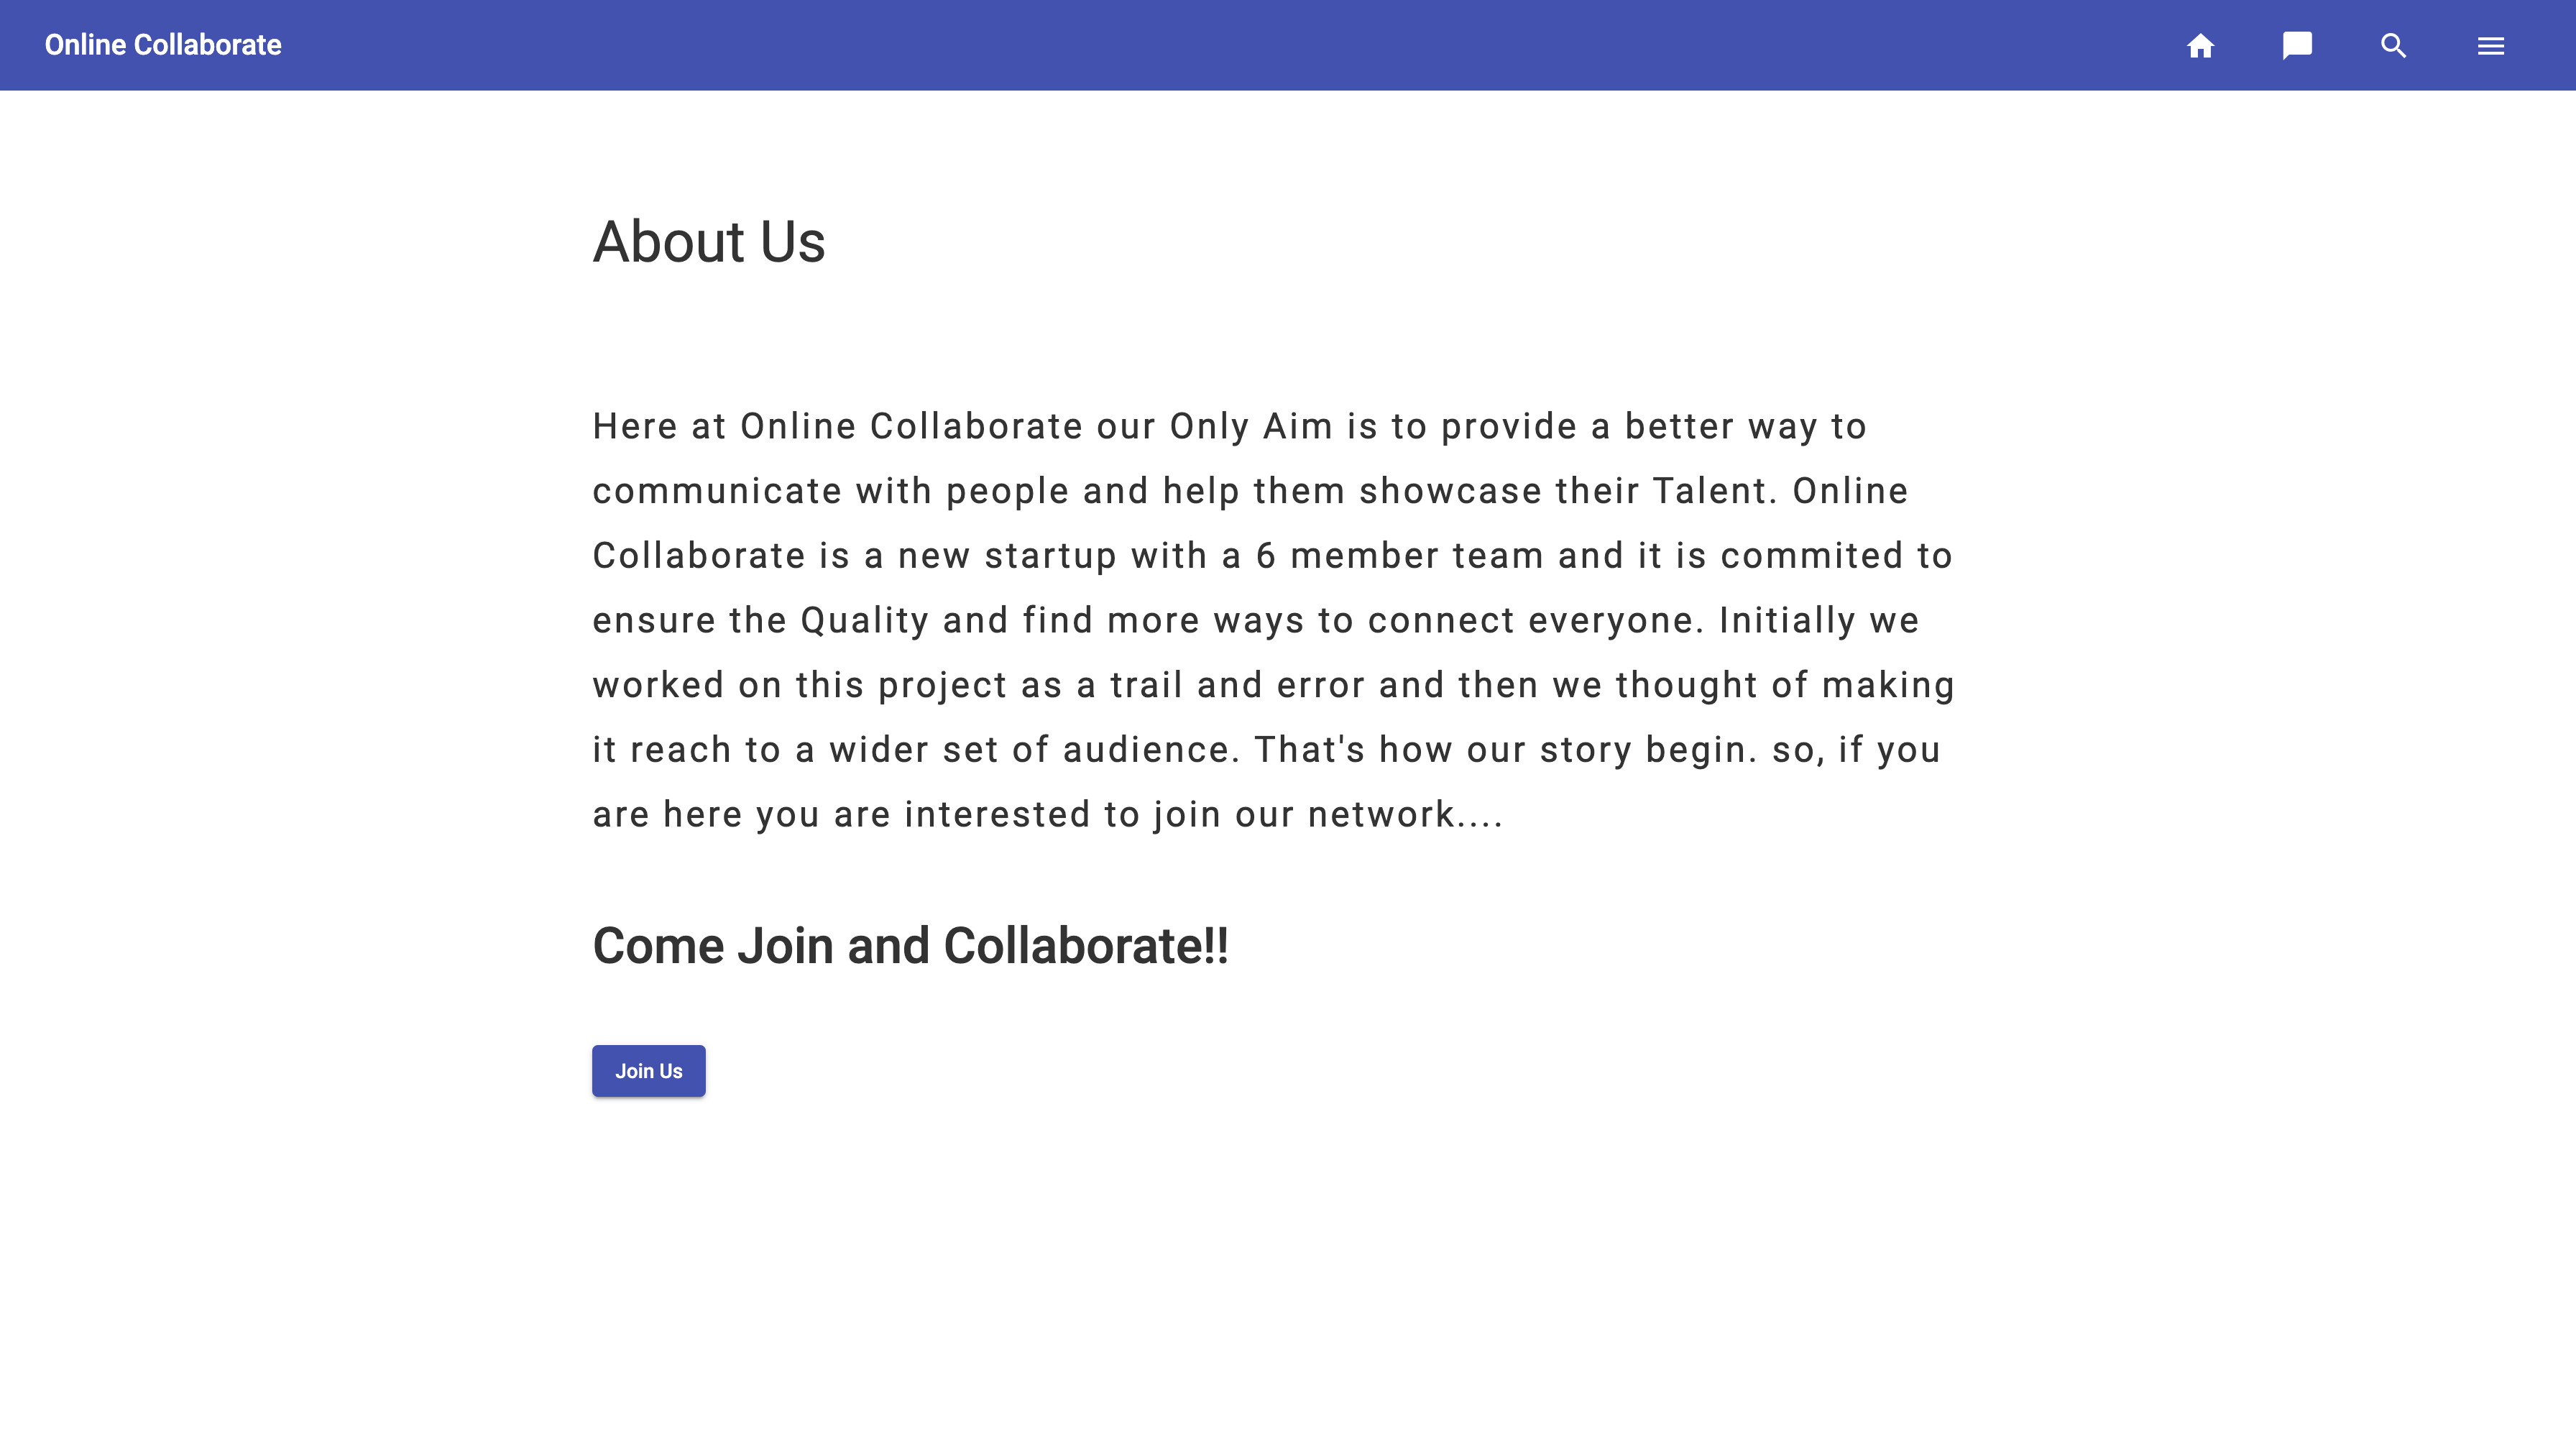 Online Collaborate
About Us
Here at Online Collaborate our Only Aim is to provide a better way to
communicate with people and help them showcase their Talent. Online
Collaborate is a new startup with a 6 member team and it is commited to
ensure the Quality and find more ways to connect everyone. Initially we
worked on this project as a trail and error and then we thought of making
it reach to a wider set of audience. That's how our story begin. so, if you
are here you are interested to join our network....
Come Join and Collaborate!!
Join Us